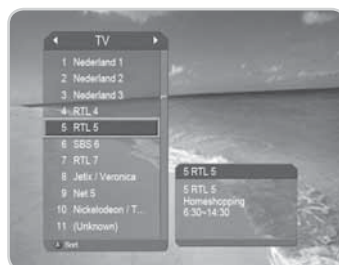 TV
1 Nederland 1
2 Nederland 2
3 Nederland 3
4 RTL 4
5 RTL 5
6 SBS 6
7 RTL 7
8 Jetix / Veronica
9 Net 5
10 Nickelodeon / T...
11 (Unknown)
Sort
5 RTL 5
5 RTL 5
Homeshopping
6:30~14:30